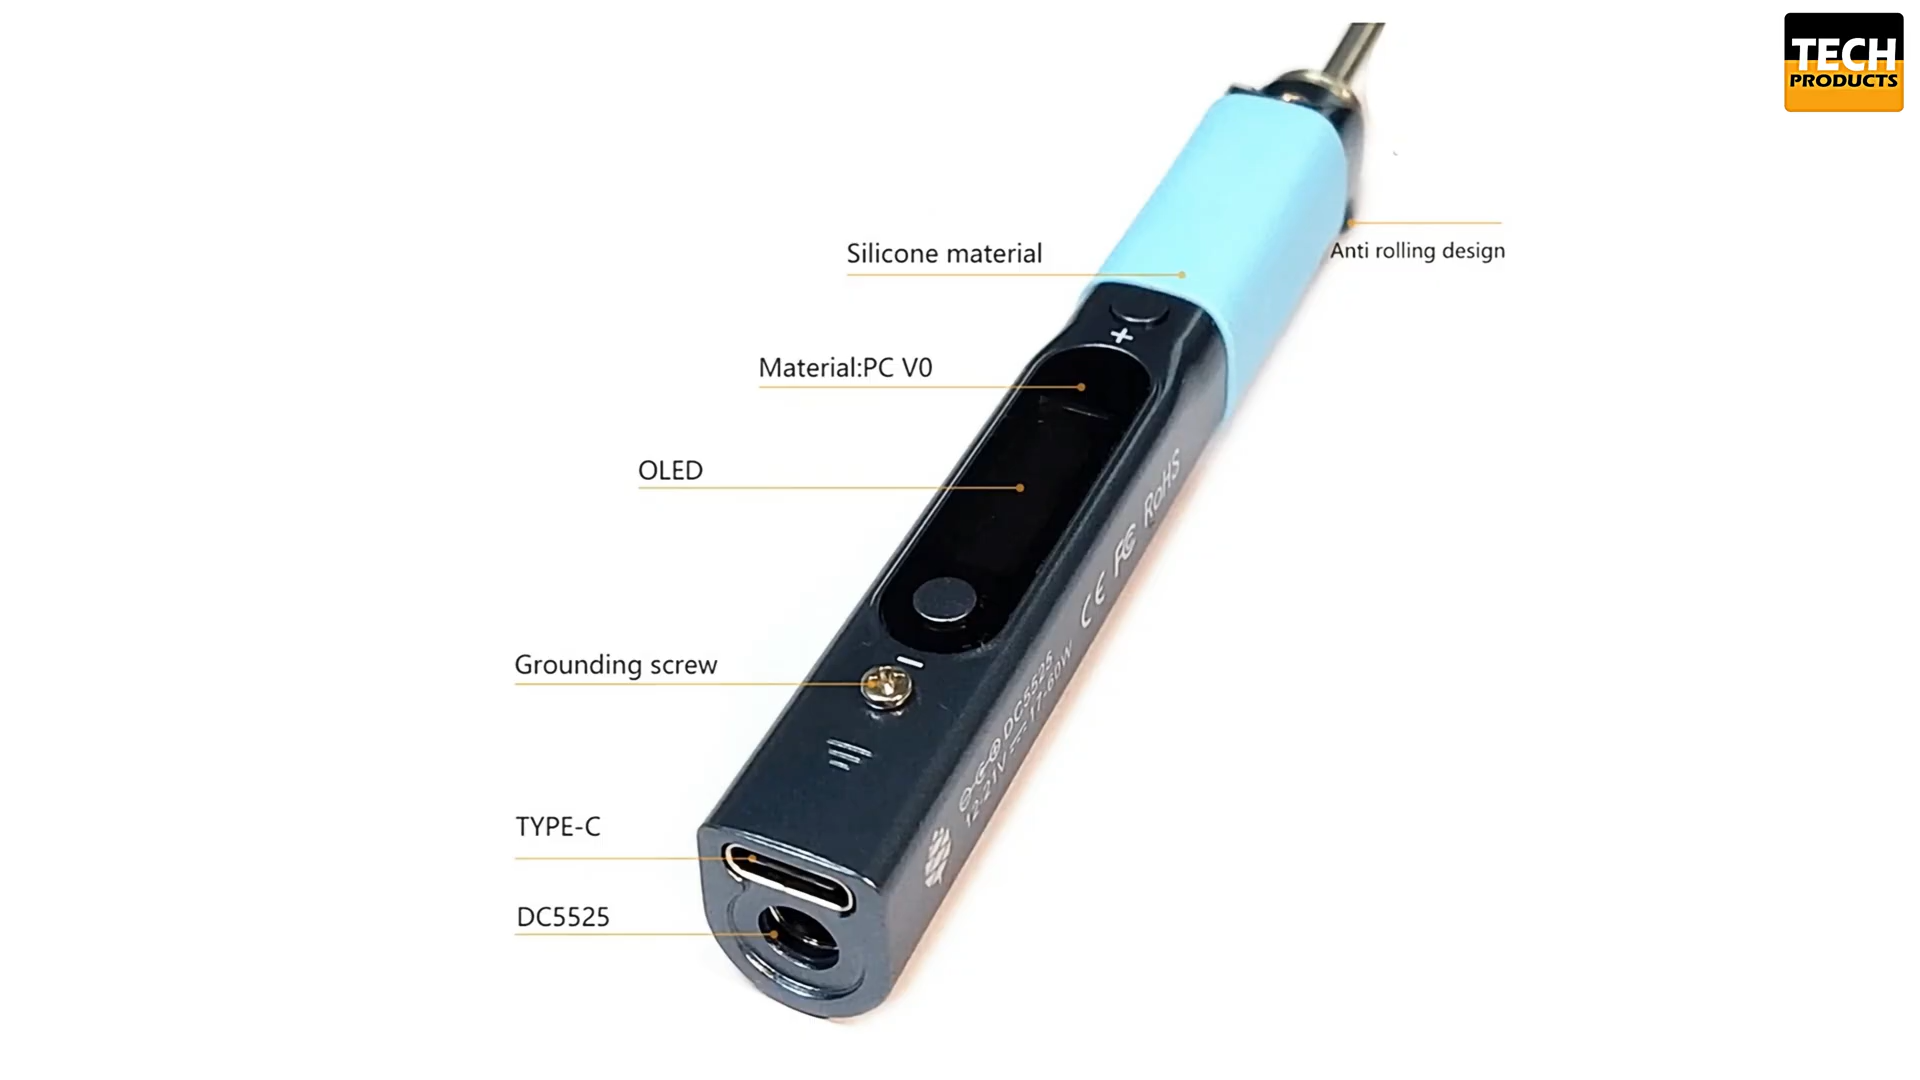 TECH
PRODUCTS
Silicone material
Anti rolling design
Material:PC V0
+
OLED
Grounding screw
-
TYPE-C
DC5525
CE FC RoHS
DC5525
12-21V 17-60W